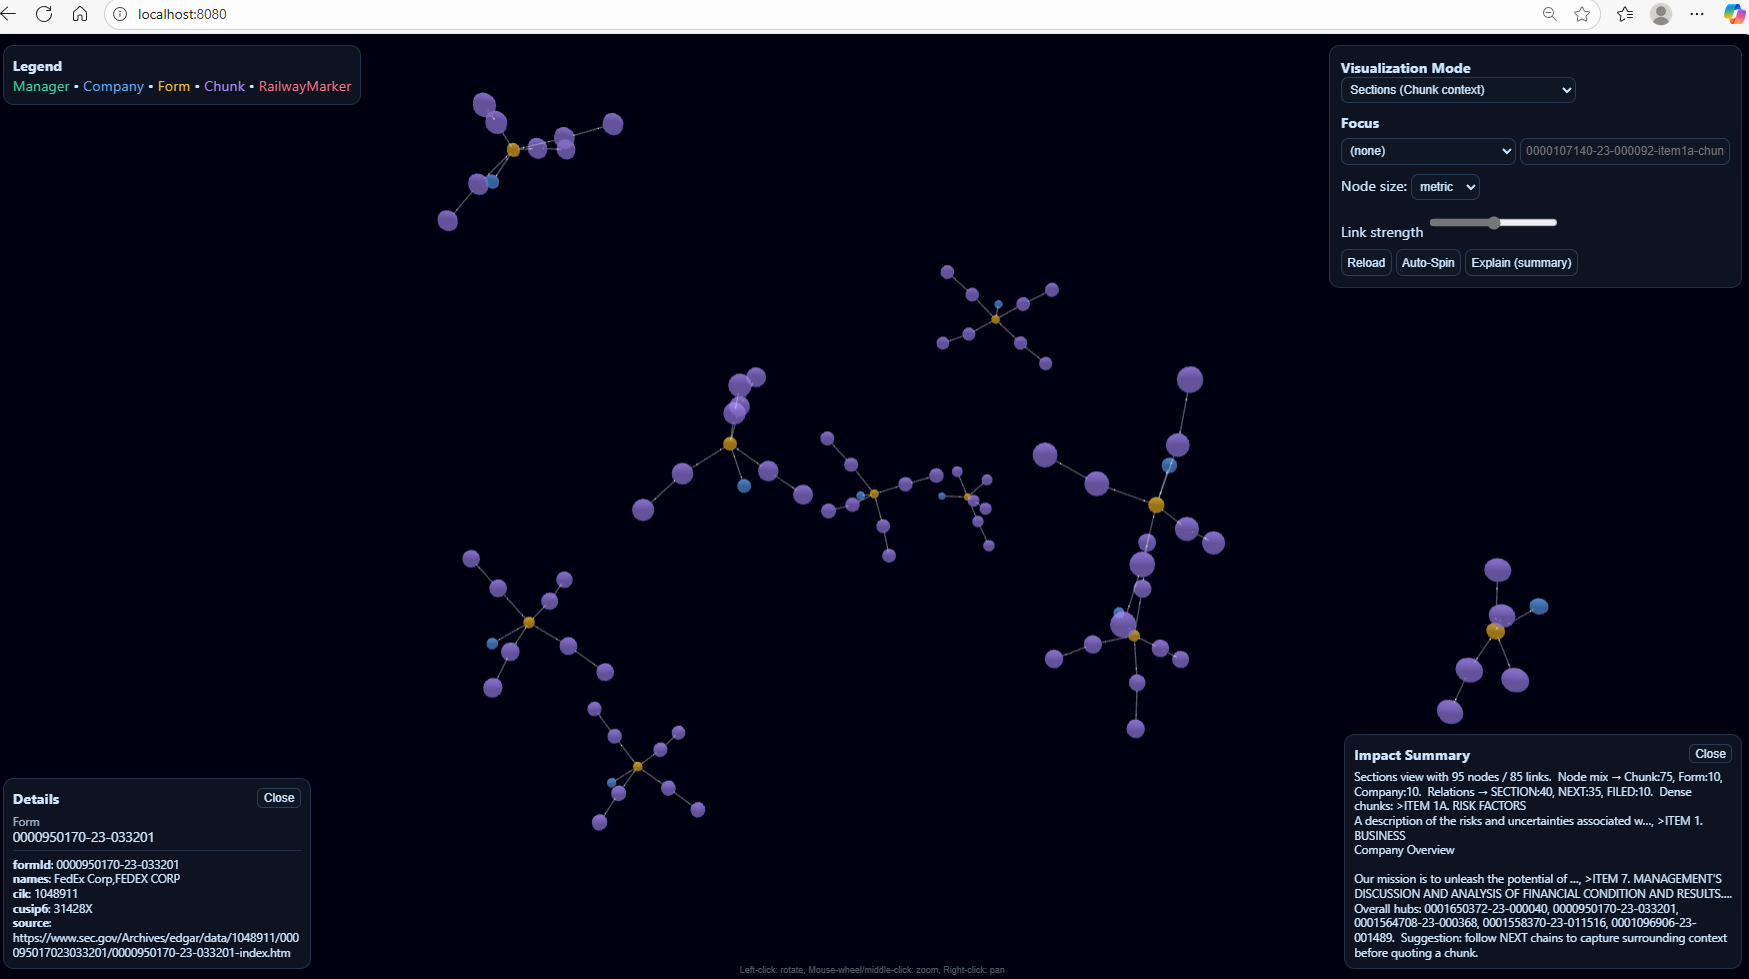 localhost:8080
Legend
Manager • Company • Form • Chunk • RailwayMarker
Visualization Mode
Sections (Chunk context)
Focus
(none)
0000107140-23-000092-item1a-chun
Node size: metric
Link strength
Reload
Auto-Spin
Explain (summary)
Details
Close
Form
0000950170-23-033201
formId: 0000950170-23-033201
names: FedEx Corp,FEDEX CORP
cik: 1048911
cusip6: 31428X
source:
https://www.sec.gov/Archives/edgar/data/1048911/000
095017023033201/0000950170-23-033201-index.htm
Impact Summary
Close
Sections view with 95 nodes / 85 links. Node mix → Chunk:75, Form:10,
Company:10. Relations → SECTION:40, NEXT:35, FILED:10. Dense
chunks: >ITEM 1A. RISK FACTORS
A description of the risks and uncertainties associated w..., >ITEM 1.
BUSINESS
Company Overview
Our mission is to unleash the potential of ..., >ITEM 7. MANAGEMENT'S
DISCUSSION AND ANALYSIS OF FINANCIAL CONDITION AND RESULTS....
Overall hubs: 0001650372-23-000040, 0000950170-23-033201,
0001564708-23-000368, 0001558370-23-011516, 0001096906-23-
001489. Suggestion: follow NEXT chains to capture surrounding context
before quoting a chunk.
Left-click: rotate, Mouse-wheel/middle-click: zoom, Right-click: pan